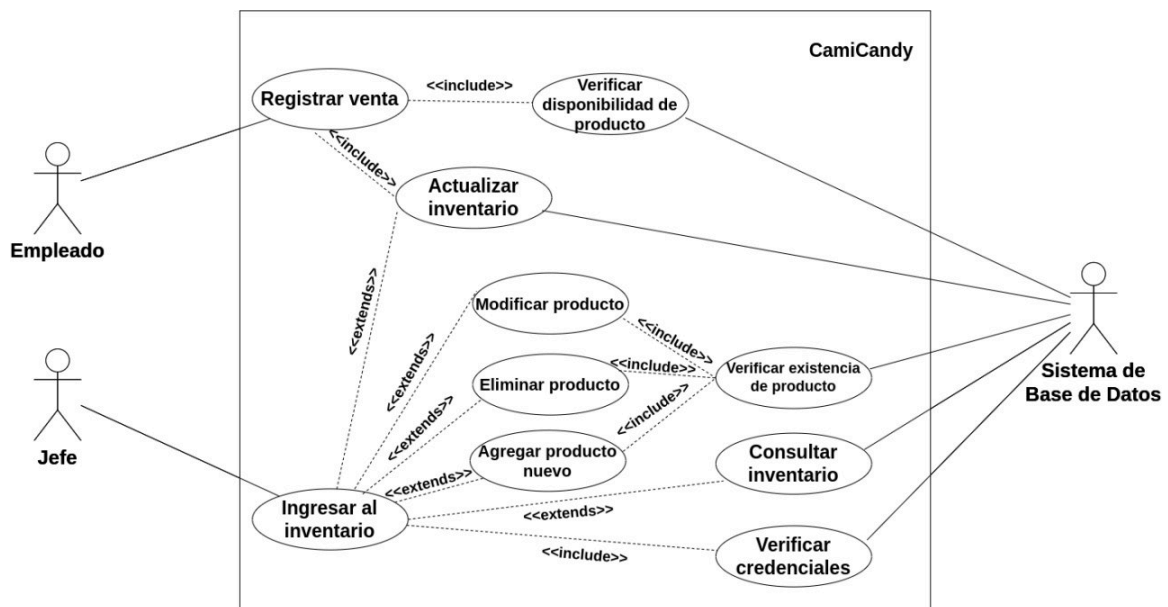 CamiCandy
Registrar venta
<<include>>
Verificar
disponibilidad de
producto
<<include>>
Actualizar
inventario
Empleado
<<extends>>
Modificar producto
<<include>>
<<extends>>
Eliminar producto
<<include>>
Verificar existencia
de producto
Sistema de
Base de Datos
<<extends>>
<<include>>
Jefe
Agregar producto
nuevo
<<extends>>
Consultar
inventario
Ingresar al
inventario
<<extends>>
<<include>>
Verificar
credenciales